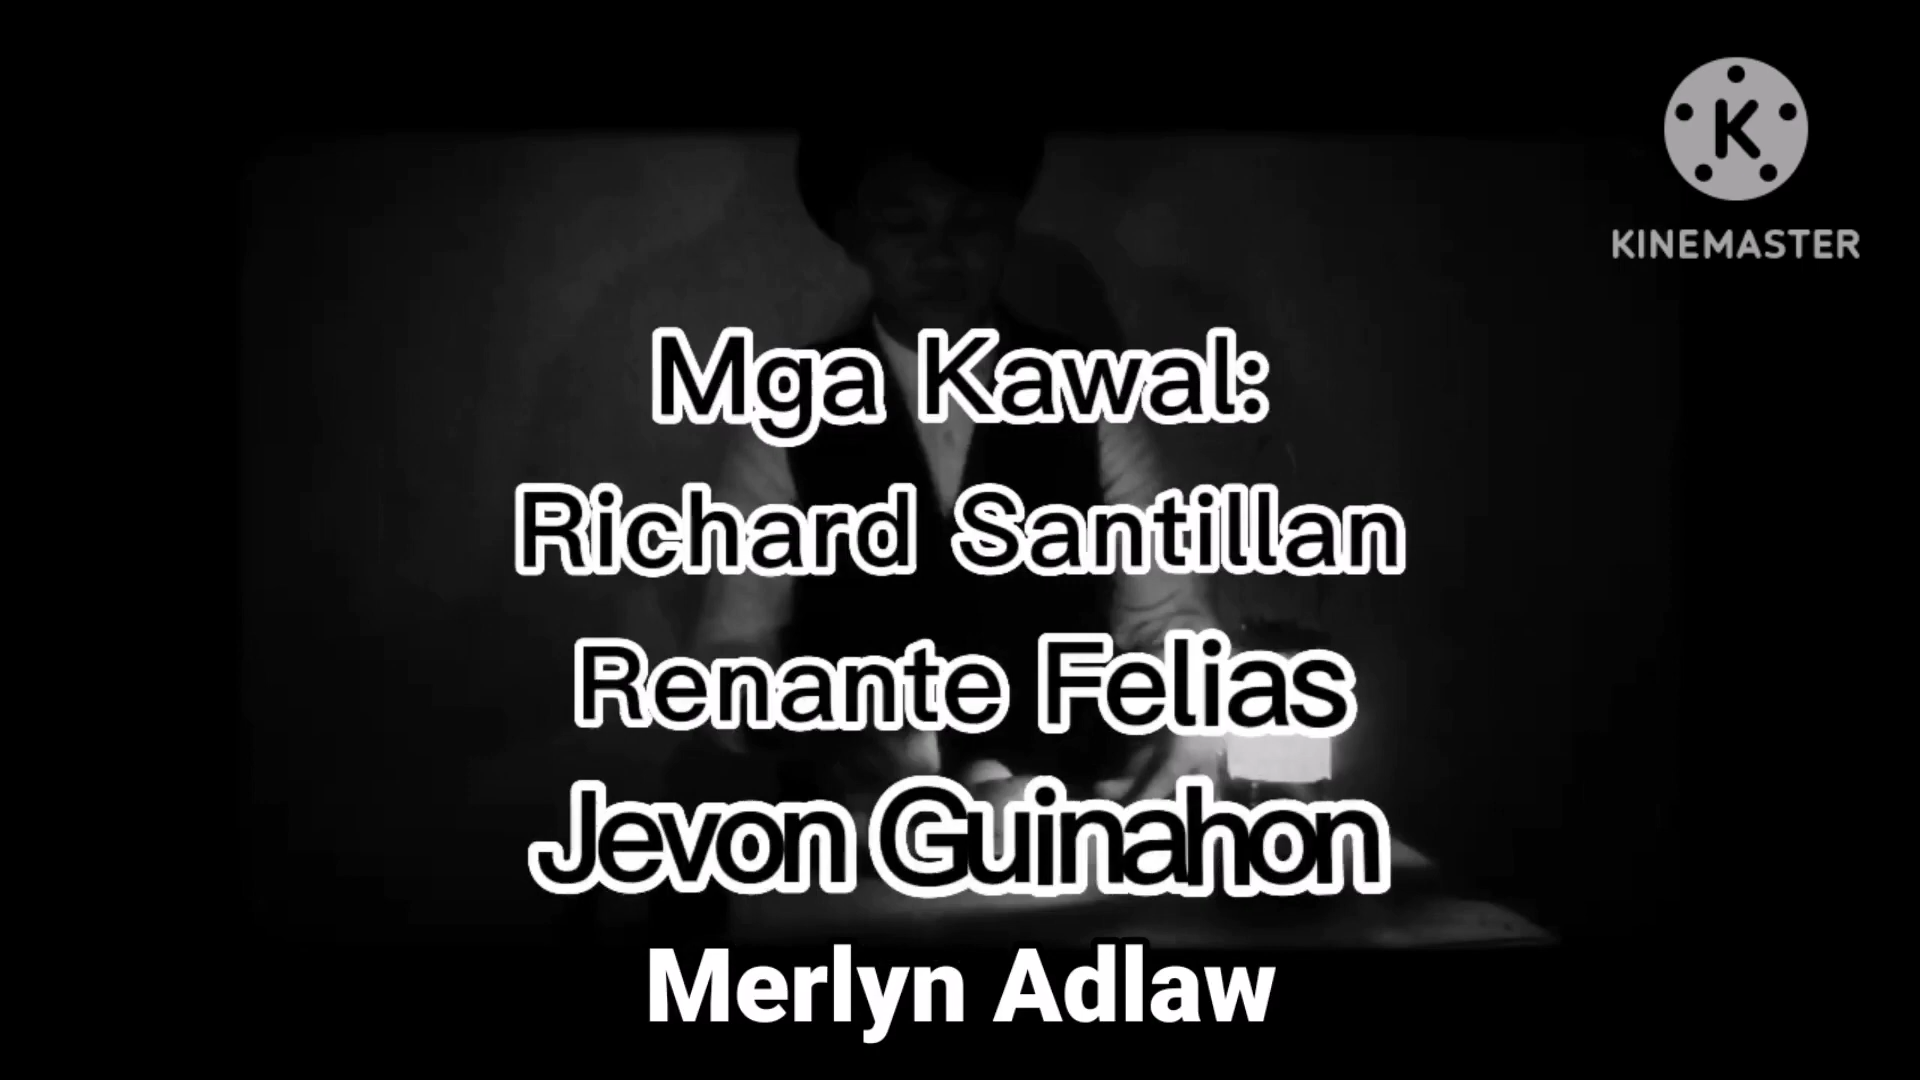 KINEMASTER
Mga Kawal:
Richard Santillan
Renante Felias
Jevon Guinahon
Merlyn Adlaw